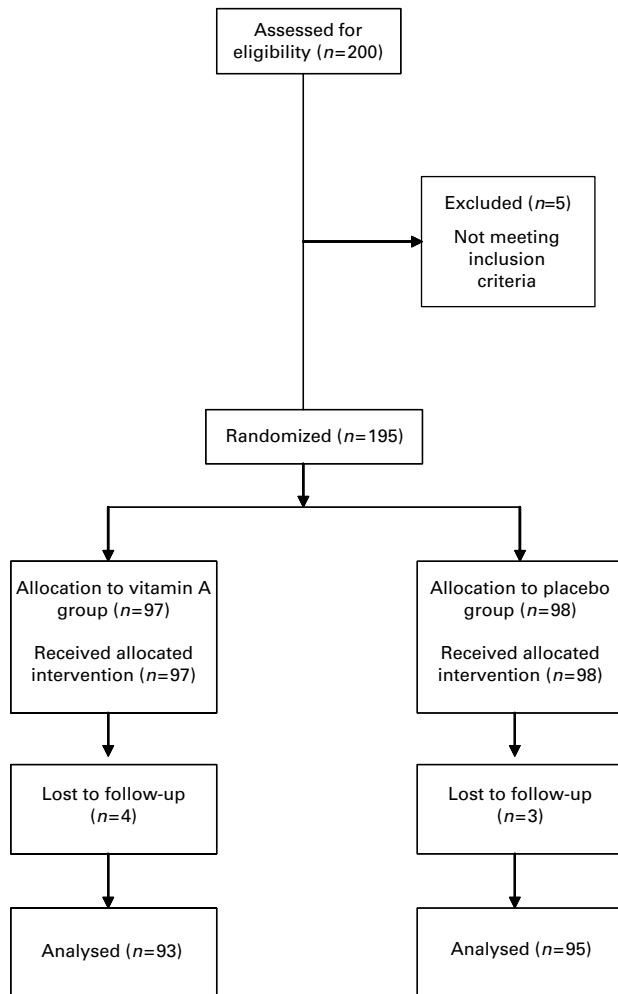 Assessed for
eligibility (n=200)
Excluded (n=5)
Not meeting
inclusion
criteria
Randomized (n=195)
Allocation to vitamin A
group (n=97)
Received allocated
intervention (n=97)
Allocation to placebo
group (n=98)
Received allocated
intervention (n=98)
Lost to follow-up
(n=4)
Lost to follow-up
(n=3)
Analysed (n=93)
Analysed (n=95)